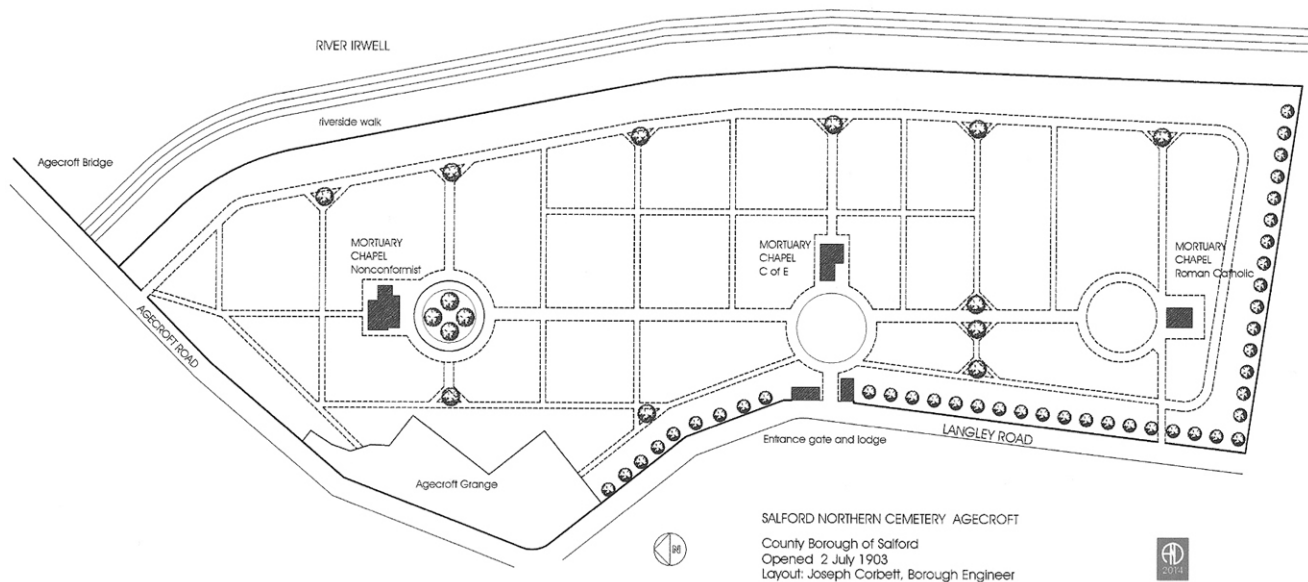 RIVER IRWELL
riverside walk
Agecroft Bridge
MORTUARY
CHAPEL
Nonconformist
MORTUARY
CHAPEL
C of E
MORTUARY
CHAPEL
Roman Catholic
AGECROFT ROAD
LANGLEY ROAD
Entrance gate and lodge
Agecroft Grange
N
SALFORD NORTHERN CEMETERY AGECROFT
County Borough of Salford
Opened 2 July 1903
Layout: Joseph Corbett, Borough Engineer
2014